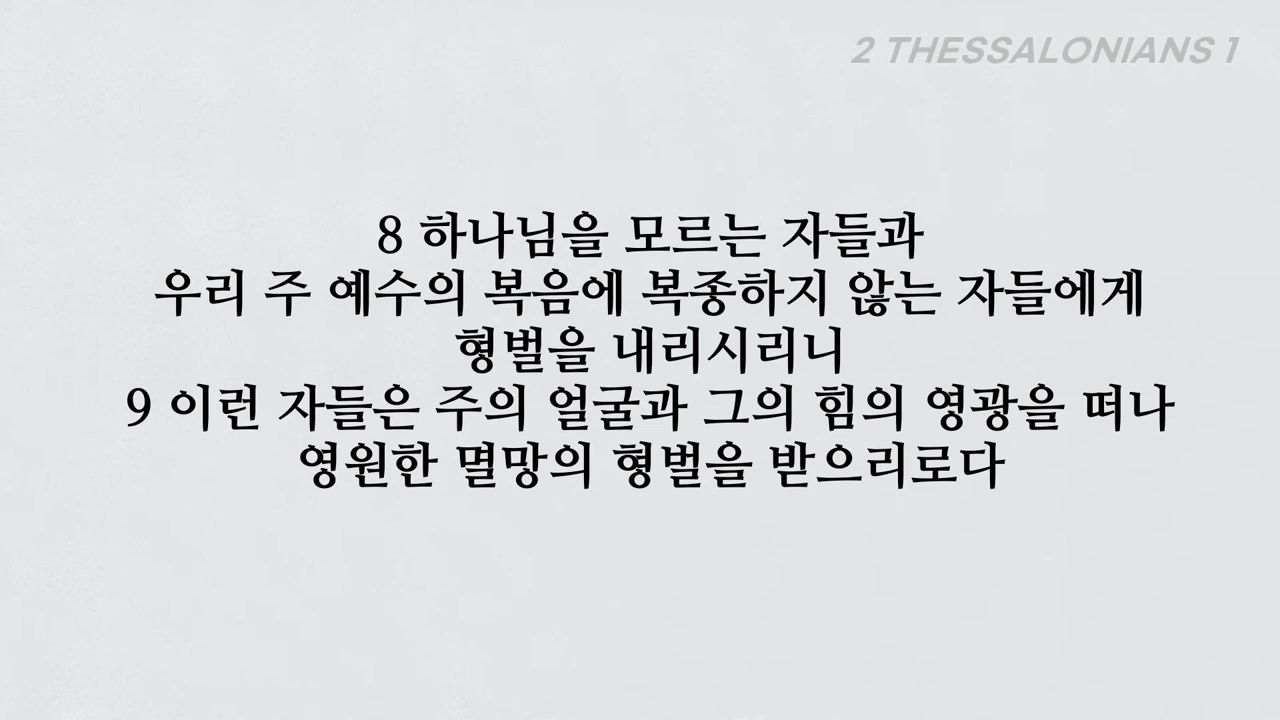 2 THESSALONIANS 1
8 하나님을 모르는 자들과
우리 주 예수의 복음에 복종하지 않는 자들에게
형벌을 내리시리니
9 이런 자들은 주의 얼굴과 그의 힘의 영광을 떠나
영원한 멸망의 형벌을 받으리로다